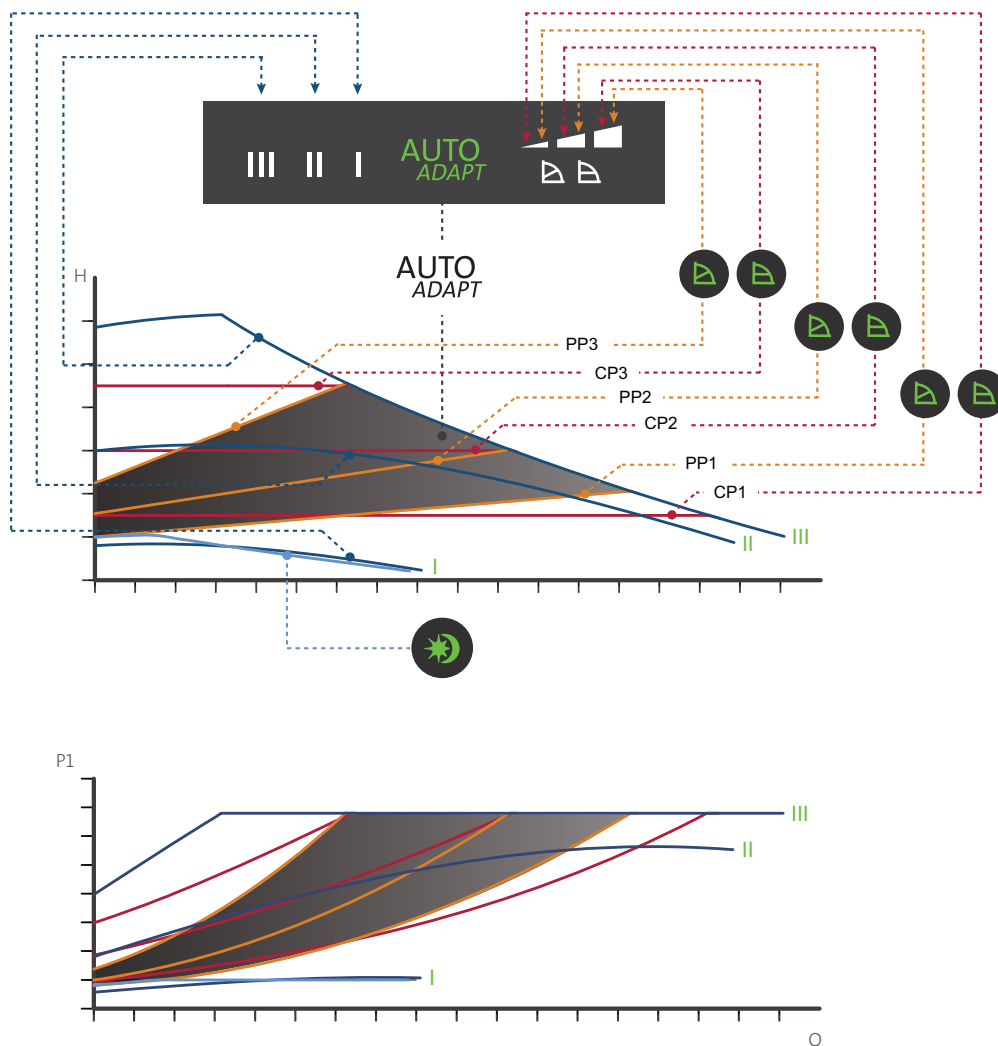 III II I AUTO
ADAPT
AUTO
ADAPT
H
PP3
CP3
PP2
CP2
PP1
CP1
III
II
I
P1
III
II
I
Q